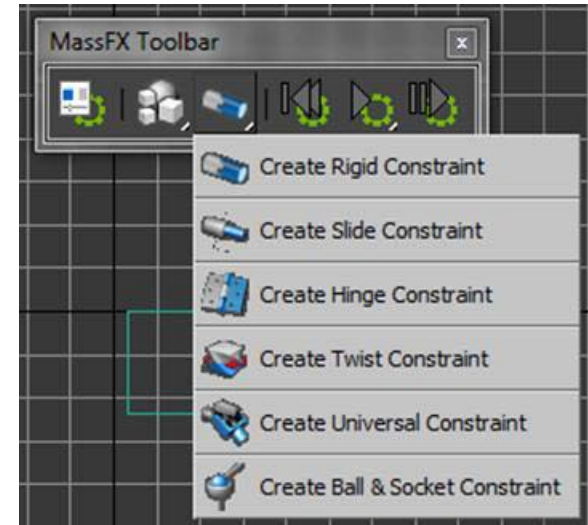 MassFX Toolbar
Create Rigid Constraint
Create Slide Constraint
Create Hinge Constraint
Create Twist Constraint
Create Universal Constraint
Create Ball & Socket Constraint